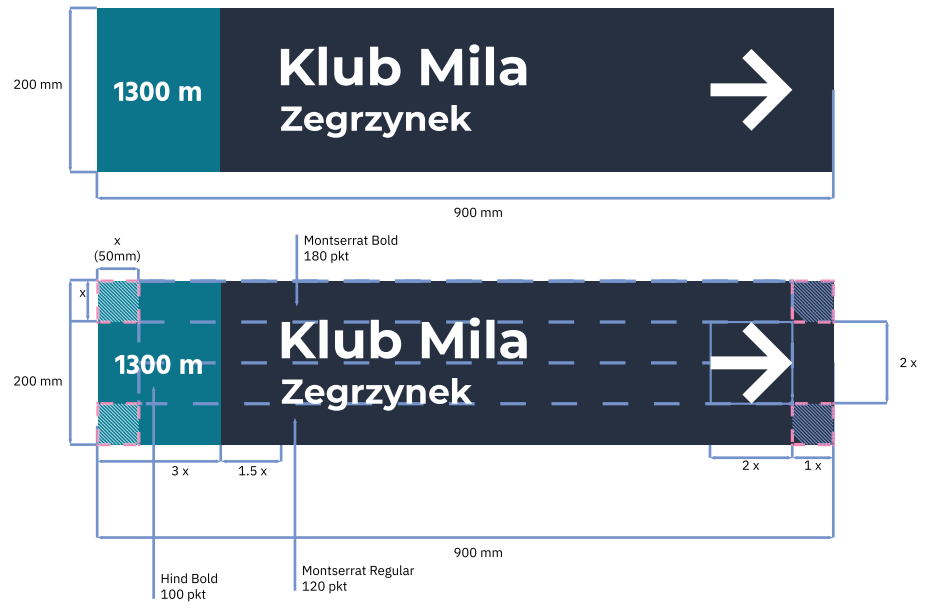 200 mm
1300 m
Klub Mila
Zegrzynek
900 mm
x
(50mm)
Montserrat Bold
180 pkt
x
200 mm
1300 m
Klub Mila
Zegrzynek
2 x
3 x
1.5 x
2 x
1 x
900 mm
Hind Bold
100 pkt
Montserrat Regular
120 pkt